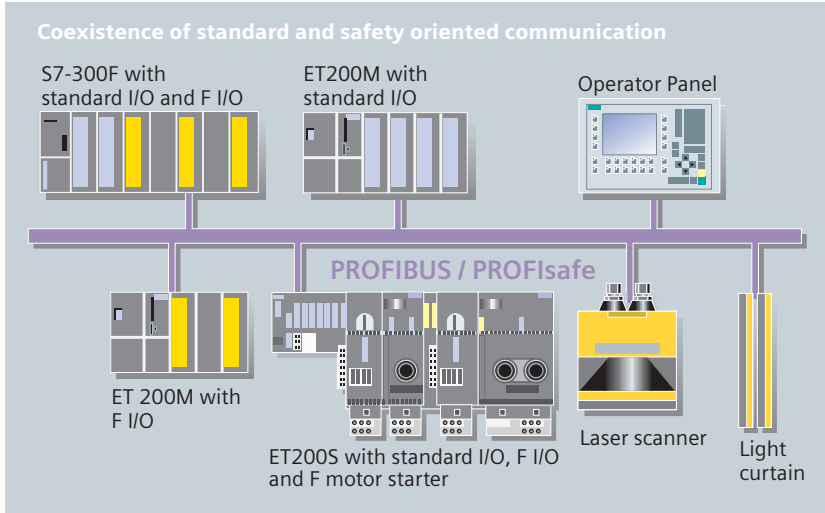 Coexistence of standard and safety oriented communication
S7-300F with
standard I/O and F I/O
ET200M with
standard I/O
Operator Panel
PROFIBUS / PROFIsafe
ET 200M with
F I/O
ET200S with standard I/O, F I/O
and F motor starter
Laser scanner
Light
curtain